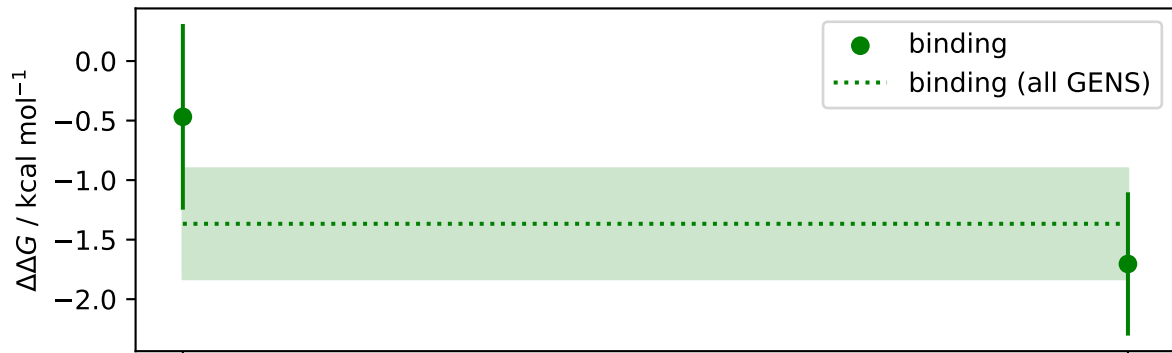 ΔΔG / kcal mol⁻¹
0.0
−0.5
−1.0
−1.5
−2.0
binding
binding (all GENS)